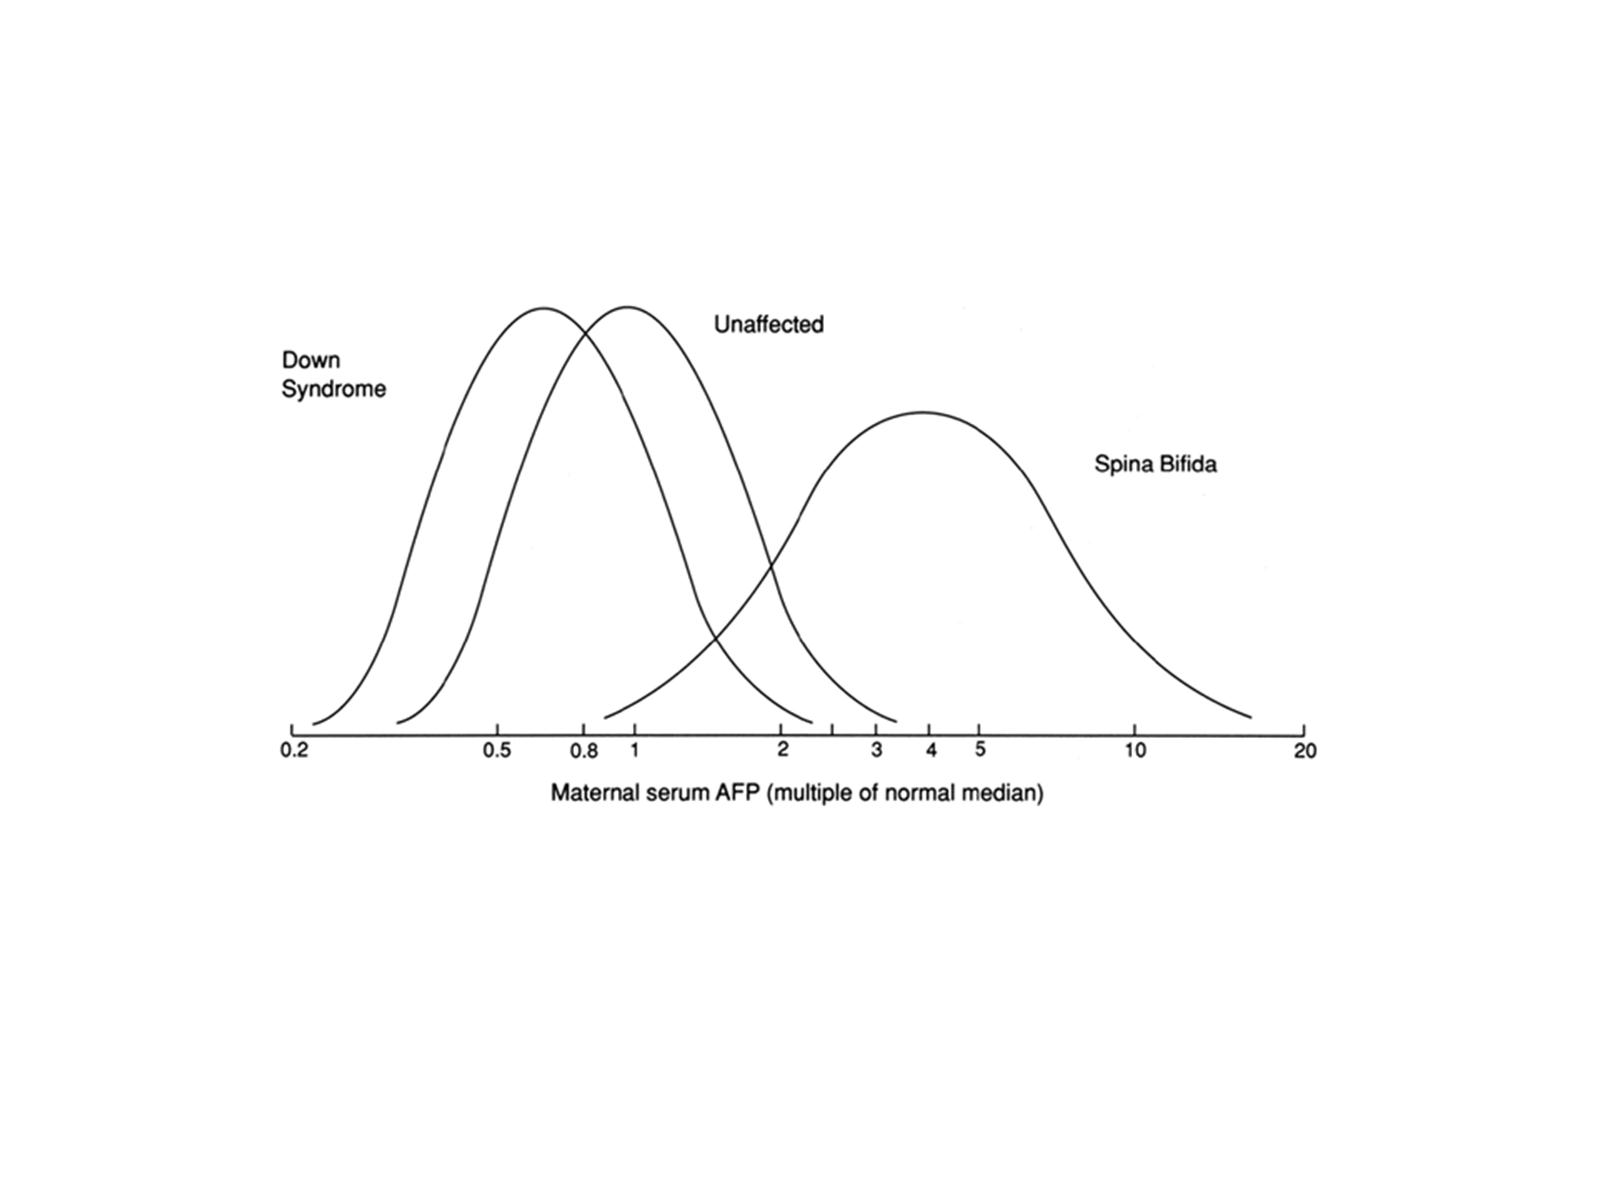 Unaffected
Down
Syndrome
Spina Bifida
0.2 0.5 0.8 1 2 3 4 5 10 20
Maternal serum AFP (multiple of normal median)